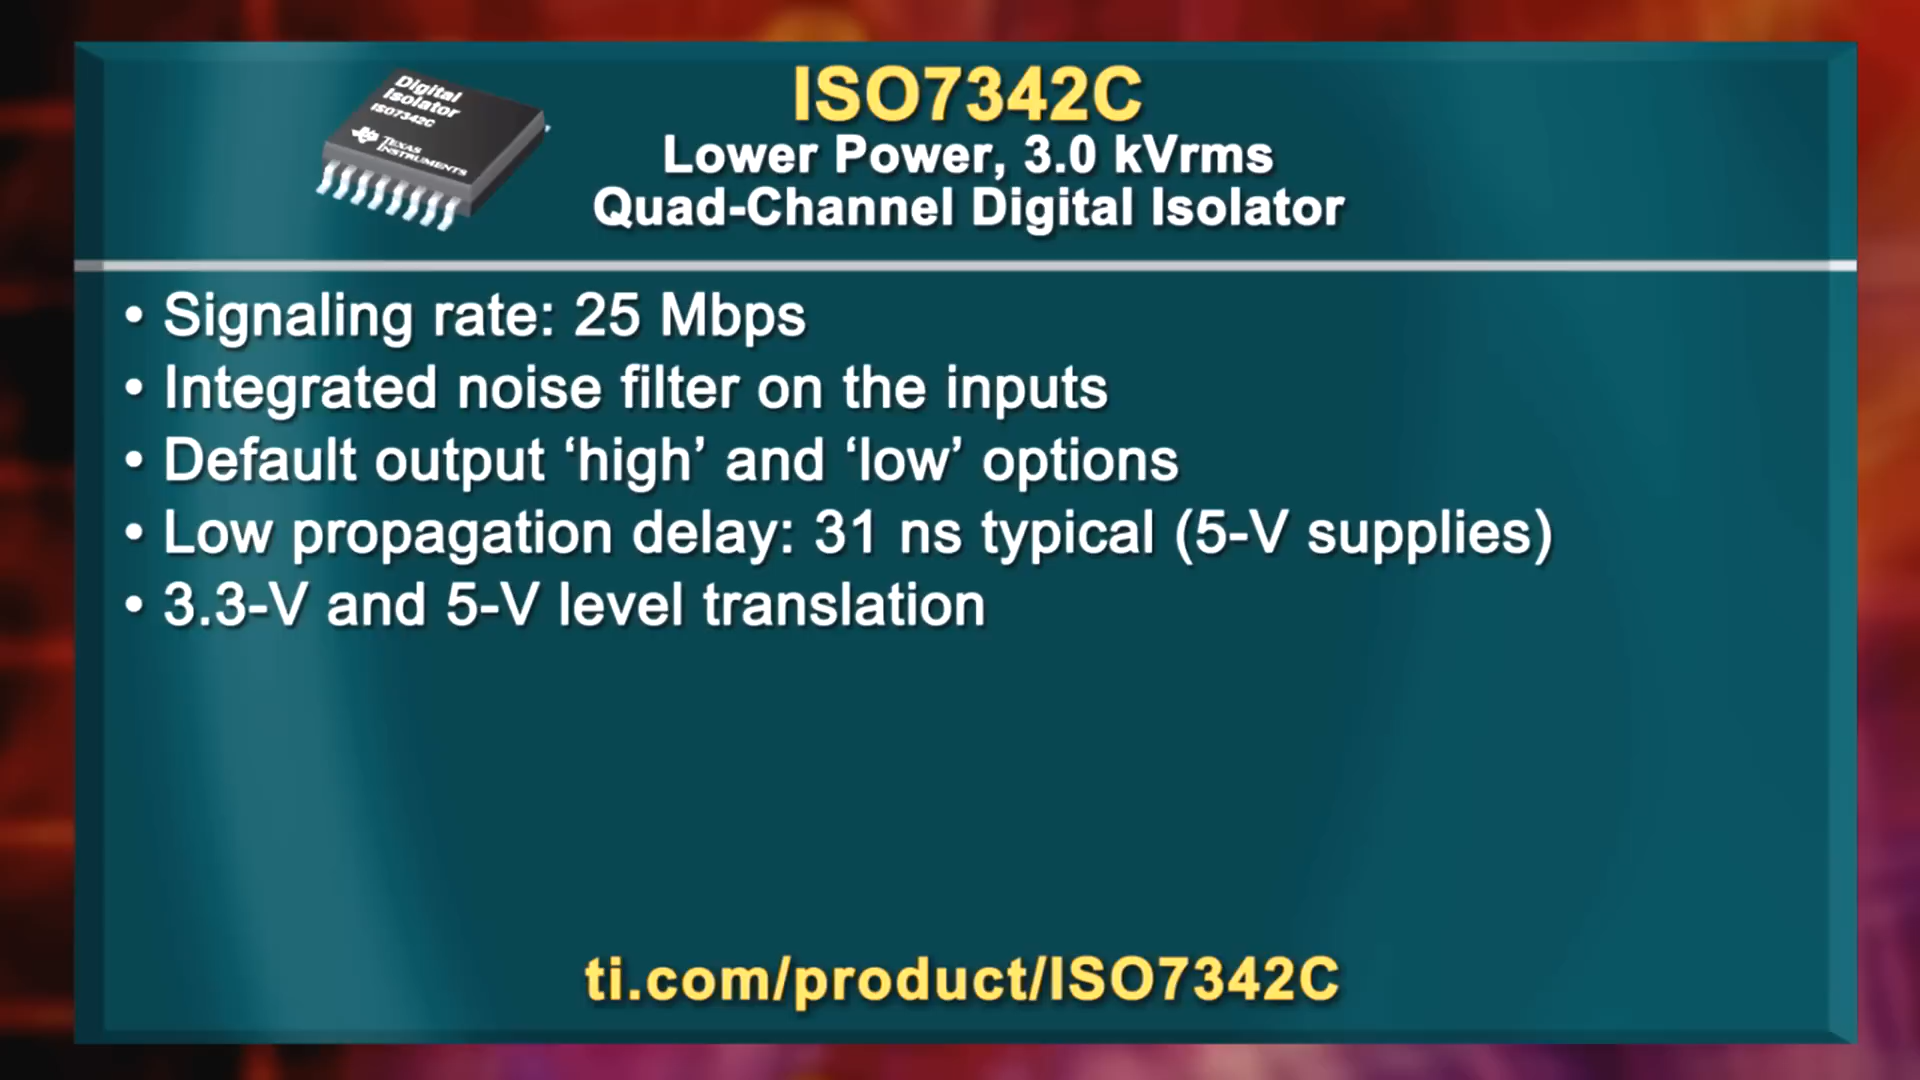 Digital
Isolator
ISO7342C
TEXAS
INSTRUMENTS
ISO7342C
Lower Power, 3.0 kVrms
Quad-Channel Digital Isolator
• Signaling rate: 25 Mbps
• Integrated noise filter on the inputs
• Default output ‘high’ and ‘low’ options
• Low propagation delay: 31 ns typical (5-V supplies)
• 3.3-V and 5-V level translation
ti.com/product/ISO7342C